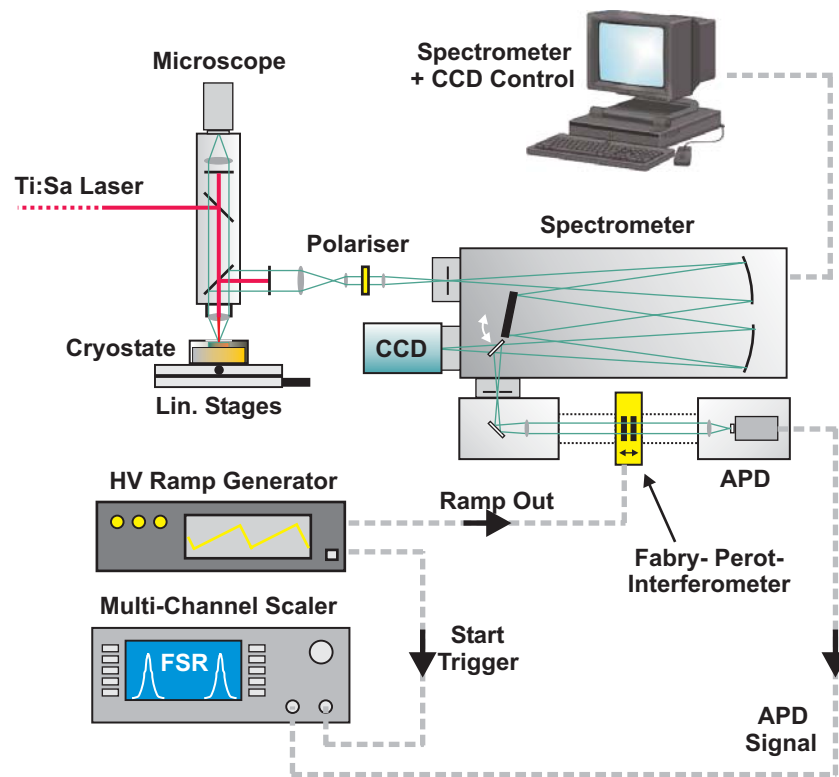 Microscope
Spectrometer
+ CCD Control
Ti:Sa Laser
Polariser
Spectrometer
CCD
Cryostate
Lin. Stages
APD
HV Ramp Generator
Ramp Out
Fabry- Perot-
Interferometer
Multi-Channel Scaler
FSR
Start
Trigger
APD
Signal